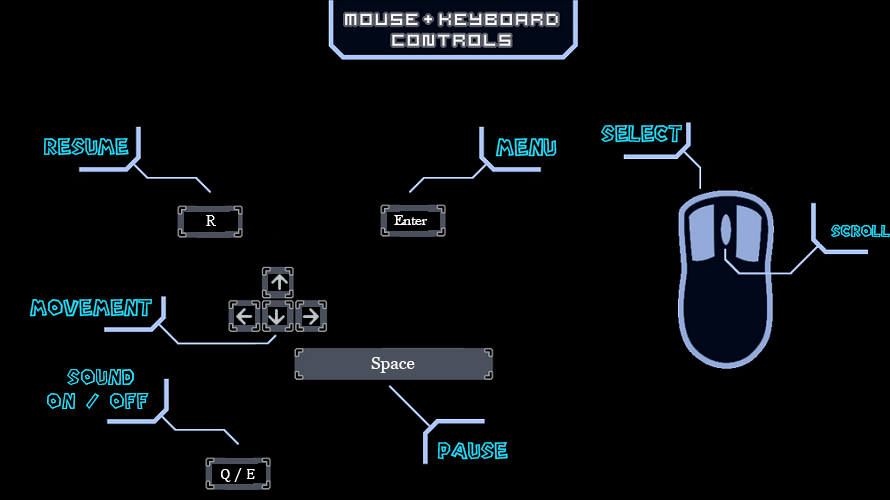 MOUSE + KEYBOARD
CONTROLS
RESUME
MENU
SELECT
R
Enter
SCROLL
MOVEMENT
Space
SOUND
ON / OFF
PAUSE
Q / E